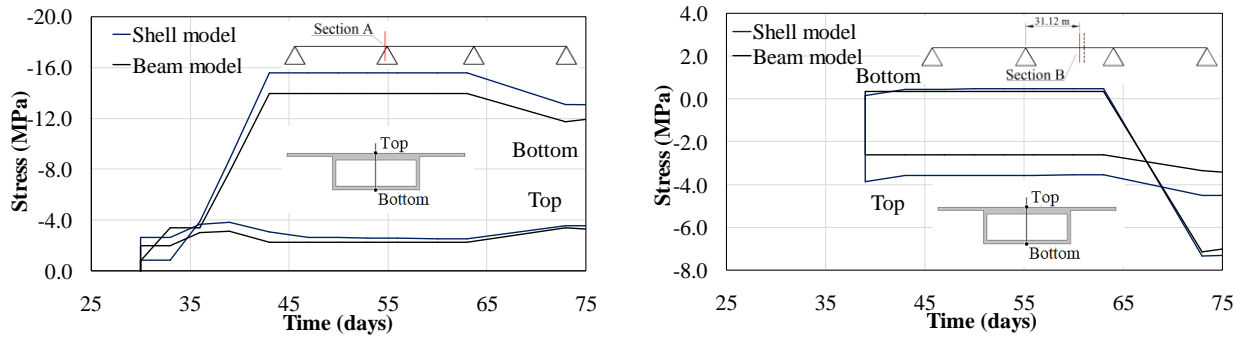 -20.0
-16.0
-12.0
-8.0
-4.0
0.0
Stress (MPa)
Shell model
Beam model
Section A
Top
Bottom
Bottom
Top
25
35
45
55
65
75
Time (days)
4.0
2.0
0.0
-2.0
-4.0
-6.0
-8.0
Stress (MPa)
Shell model
Beam model
31.12 m
Section B
Bottom
Top
Top
Bottom
25
35
45
55
65
75
Time (days)